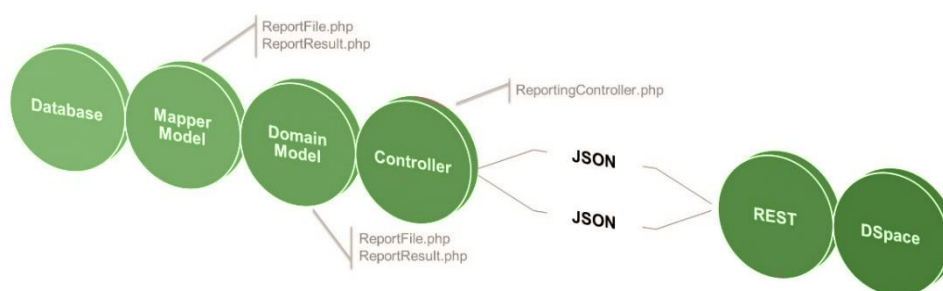 ReportFile.php
ReportResult.php
Database
Mapper
Model
Domain
Model
Controller
ReportingController.php
JSON
JSON
REST
DSpace
ReportFile.php
ReportResult.php